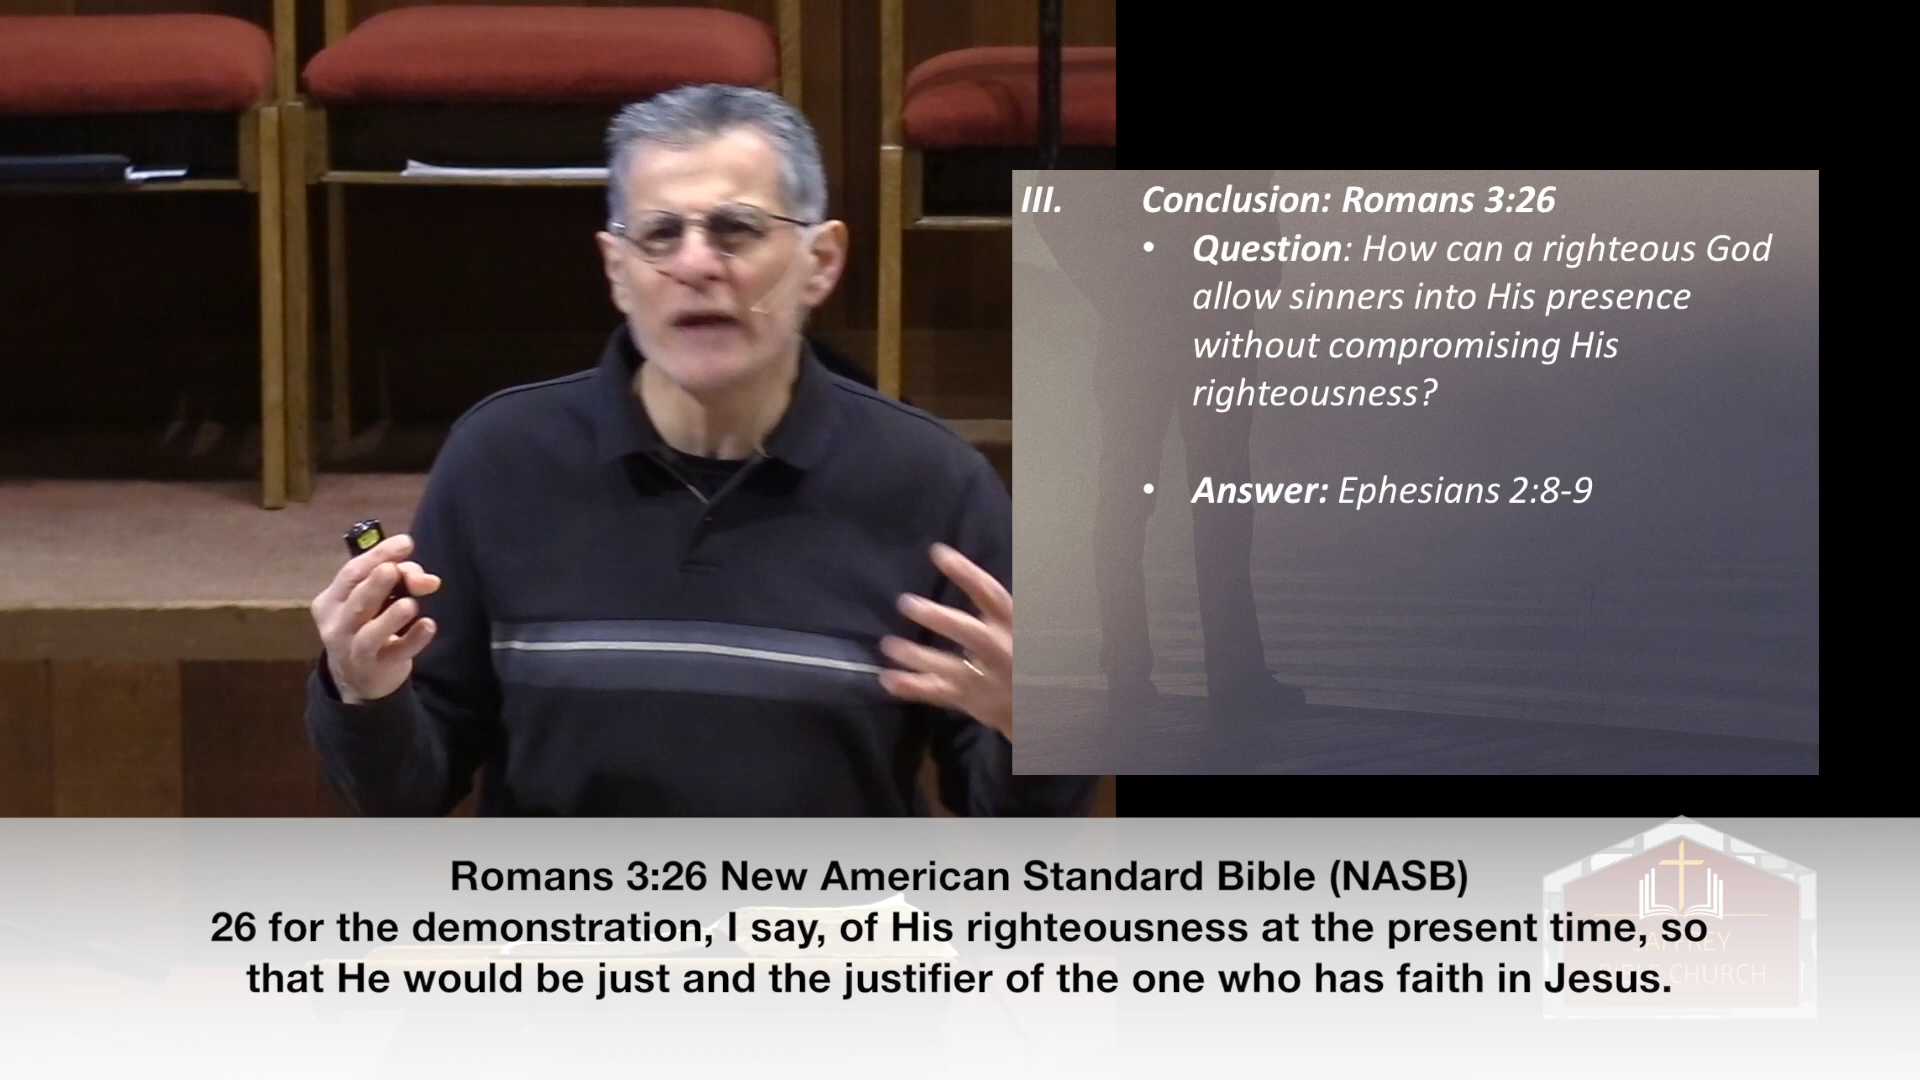 III. Conclusion: Romans 3:26
• Question: How can a righteous God
allow sinners into His presence
without compromising His
righteousness?
• Answer: Ephesians 2:8-9
Romans 3:26 New American Standard Bible (NASB)
26 for the demonstration, I say, of His righteousness at the present time, so
that He would be just and the justifier of the one who has faith in Jesus.
JAFFREY
BIBLE CHURCH